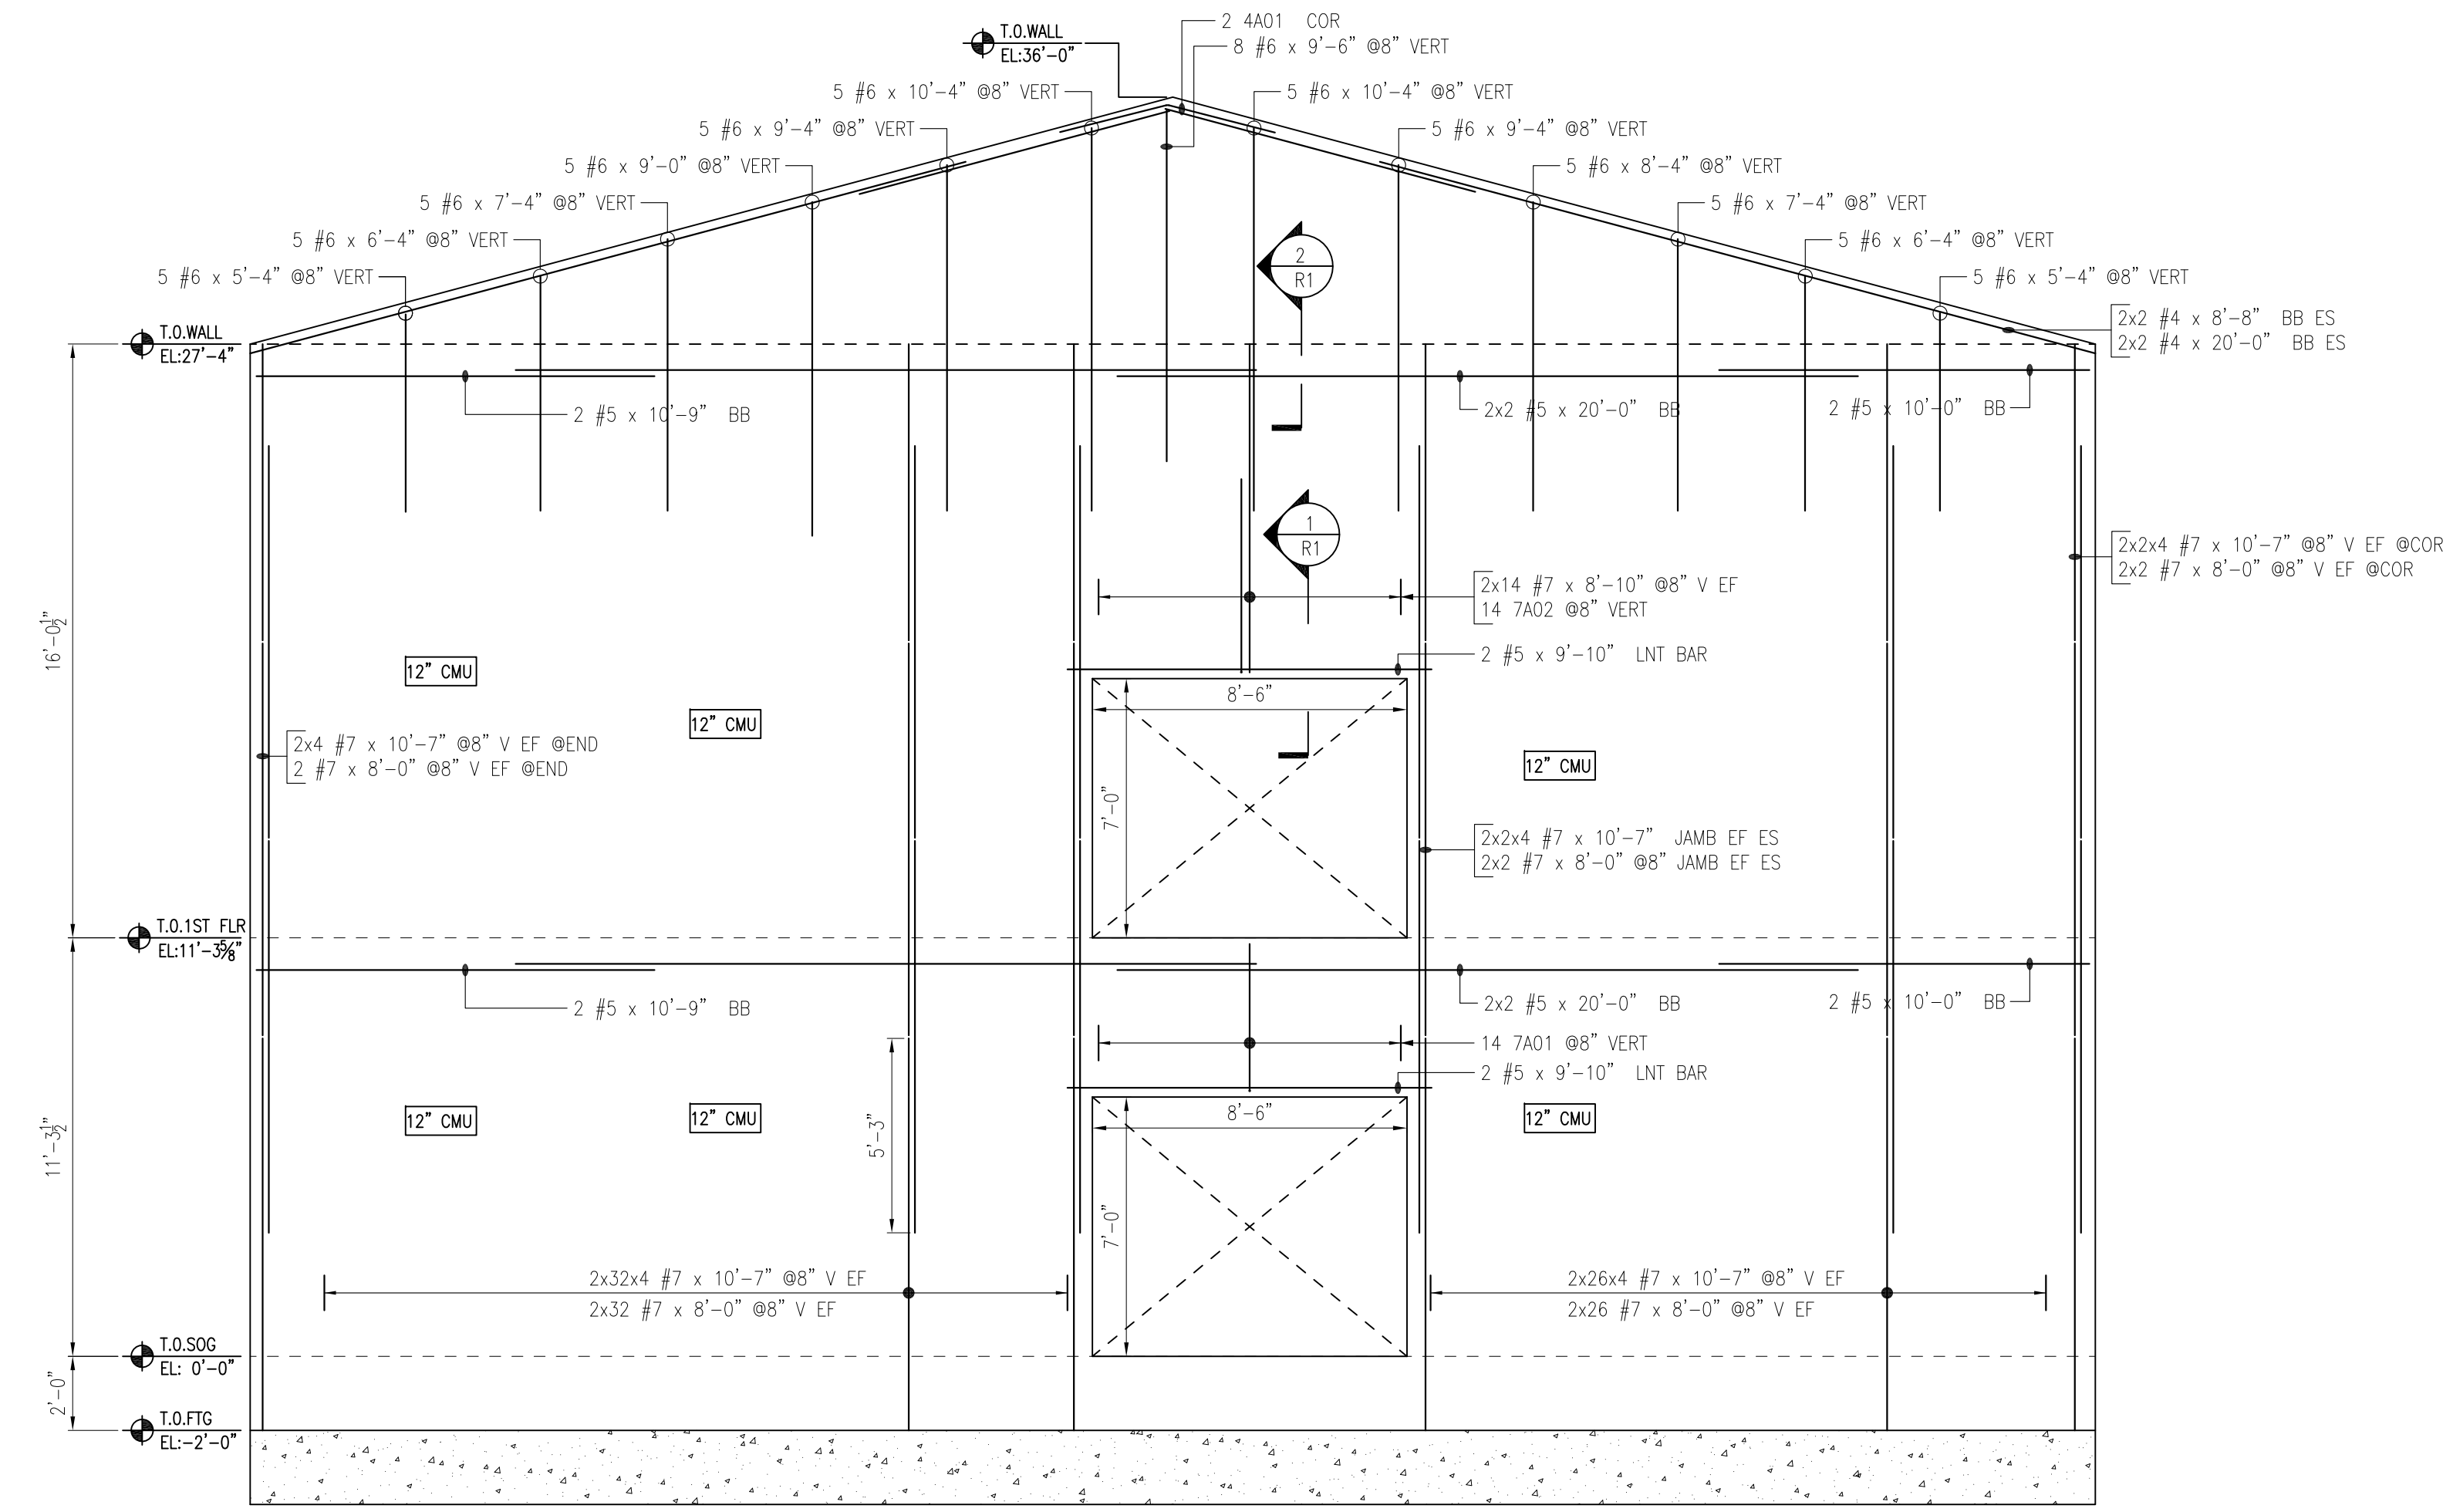 2 4A01 COR
T.O.WALL
EL:36'-0"
8 #6 x 9'-6" @8" VERT
5 #6 x 10'-4" @8" VERT
5 #6 x 10'-4" @8" VERT
5 #6 x 9'-4" @8" VERT
5 #6 x 9'-4" @8" VERT
5 #6 x 9'-0" @8" VERT
5 #6 x 8'-4" @8" VERT
5 #6 x 7'-4" @8" VERT
5 #6 x 7'-4" @8" VERT
5 #6 x 6'-4" @8" VERT
5 #6 x 6'-4" @8" VERT
5 #6 x 5'-4" @8" VERT
5 #6 x 5'-4" @8" VERT
2
R1
2x2 #4 x 8'-8" BB ES
2x2 #4 x 20'-0" BB ES
T.O.WALL
EL:27'-4"
2 #5 x 10'-9" BB
2x2 #5 x 20'-0" BB
2 #5 x 10'-0" BB
1
R1
2x2x4 #7 x 10'-7" @8" V EF @COR
2x2 #7 x 8'-0" @8" V EF @COR
2x14 #7 x 8'-10" @8" V EF
14 7A02 @8" VERT
16'-0½"
2 #5 x 9'-10" LNT BAR
12" CMU
12" CMU
8'-6"
2x4 #7 x 10'-7" @8" V EF @END
2 #7 x 8'-0" @8" V EF @END
12" CMU
7'-0"
2x2x4 #7 x 10'-7" JAMB EF ES
2x2 #7 x 8'-0" @8" JAMB EF ES
T.O.1ST FLR
EL:11'-3⅝"
2 #5 x 10'-9" BB
2x2 #5 x 20'-0" BB
2 #5 x 10'-0" BB
14 7A01 @8" VERT
2 #5 x 9'-10" LNT BAR
11'-3½"
12" CMU
12" CMU
5'-3"
8'-6"
12" CMU
7'-0"
2x32x4 #7 x 10'-7" @8" V EF
2x32 #7 x 8'-0" @8" V EF
2x26x4 #7 x 10'-7" @8" V EF
2x26 #7 x 8'-0" @8" V EF
T.O.SOG
EL: 0'-0"
2'-0"
T.O.FTG
EL:-2'-0"